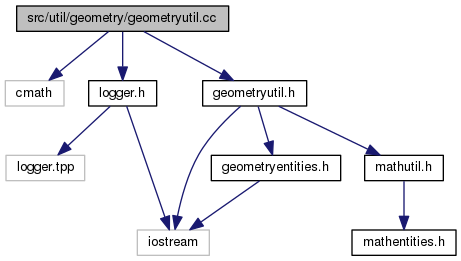 src/util/geometry/geometryutil.cc
cmath
logger.h
geometryutil.h
logger.tpp
geometryentities.h
mathutil.h
iostream
mathentities.h